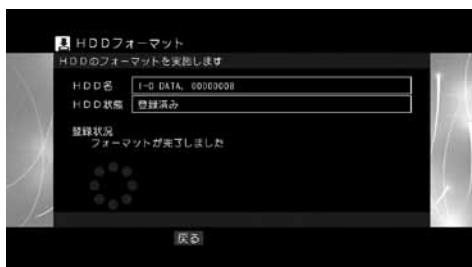 HDDフォーマット
HDDのフォーマットを実施します
HDD名 I-O DATA, 00000008
HDD状態 登録済み
登録状況
フォーマットが完了しました
戻る